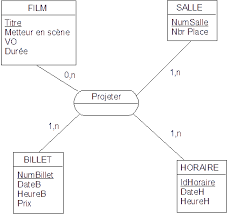 FILM
Titre
Metteur en scène
VO
Durée
SALLE
NumSalle
Nbr Place
0,n
1,n
Projeter
1,n
1,n
BILLET
NumBillet
DateB
HeureB
Prix
HORAIRE
IdHoraire
DateH
HeureH